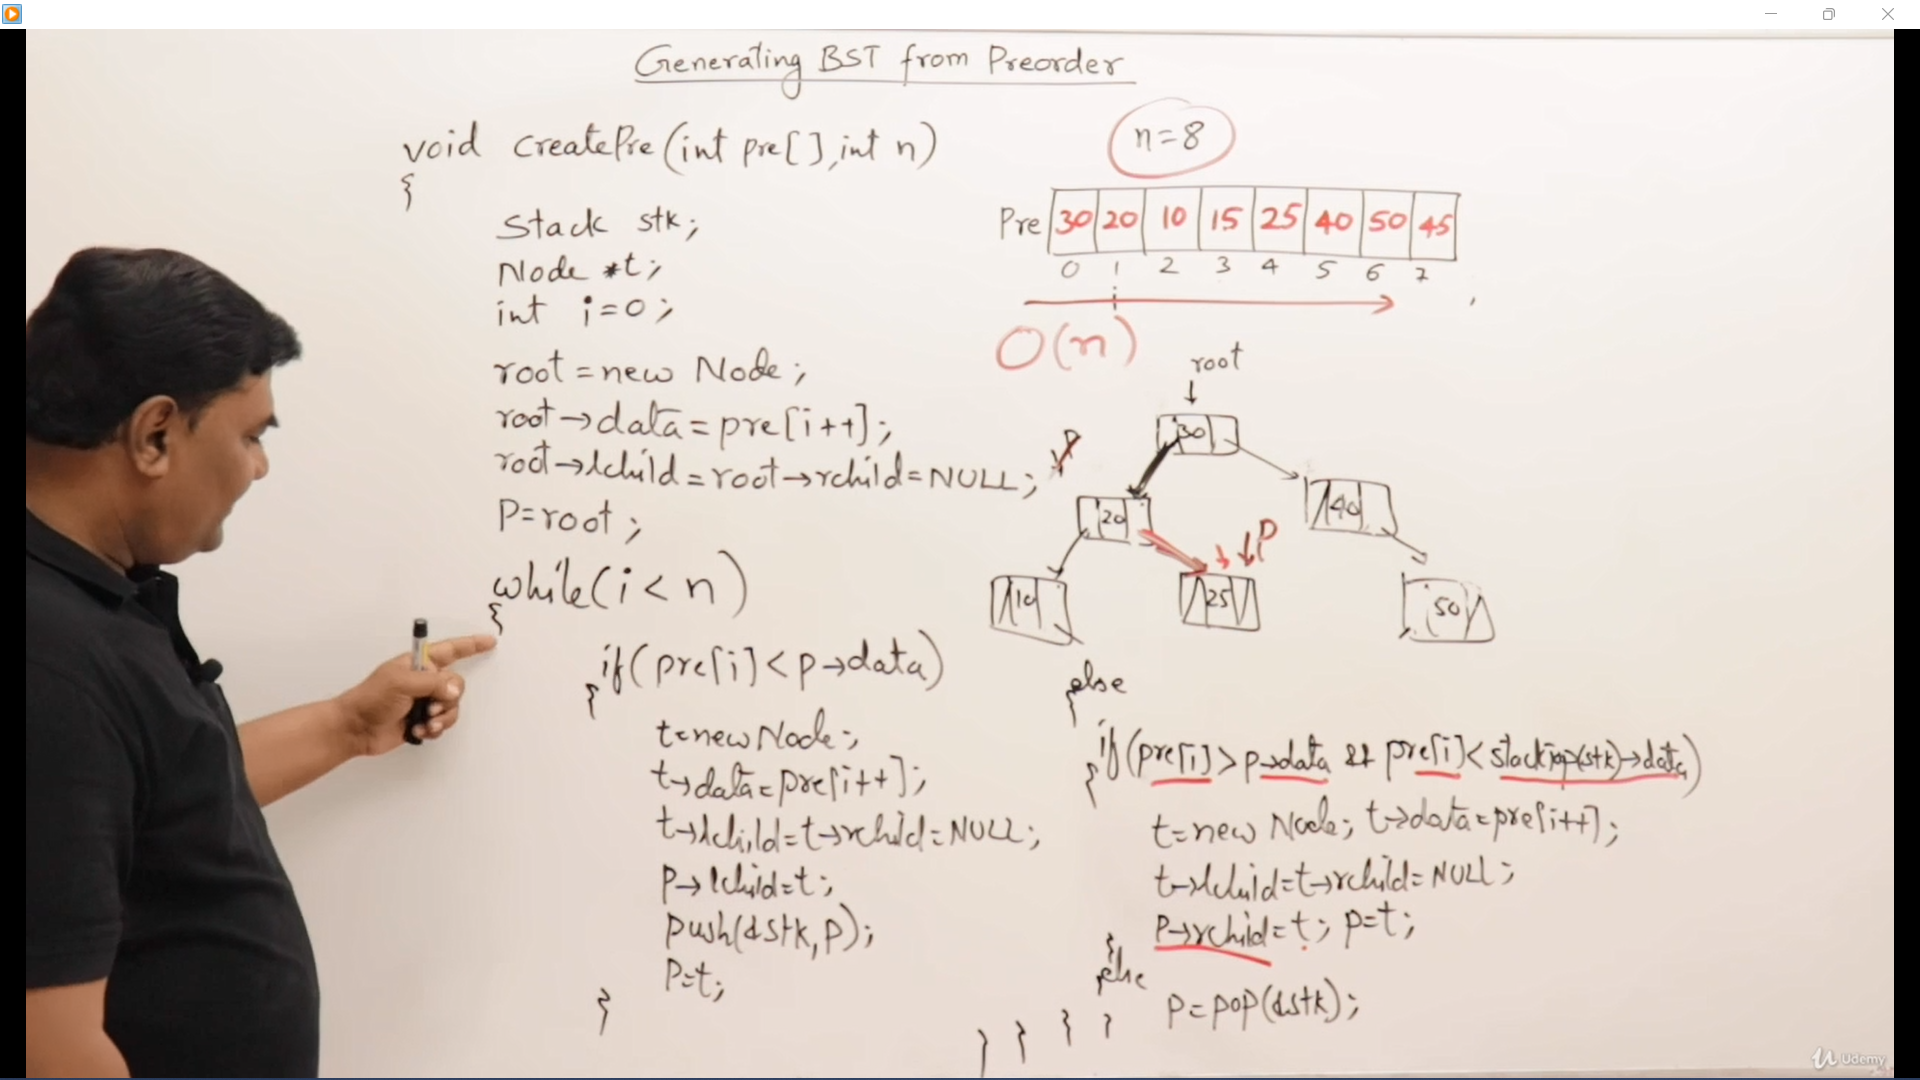 Generating BST from Preorder
void createPre(int pre[],int n)
{
Stack stk;
Node *t;
int i=0;
root=new Node;
root→data=pre[i++];
root→lchild=root→rchild=NULL;
P=root;
while(i<n)
{
if(pre[i]<p→data)
{
t=new Node;
t→data=pre[i++];
t→lchild=t→rchild=NULL;
P→lchild=t;
push(&stk,P);
P=t;
}
n=8
Pre 30 20 10 15 25 40 50 45
0 1 2 3 4 5 6 7
i
O(n)
root
30
P
20 40
P
10 25 50
else
{
if(pre[i]>p→data && pre[i]<stackTop(stk)→data)
{
t=new Node; t→data=pre[i++];
t→lchild=t→rchild=NULL;
P→rchild=t; p=t;
}
else
P=pop(&stk);
} } } }
Udemy